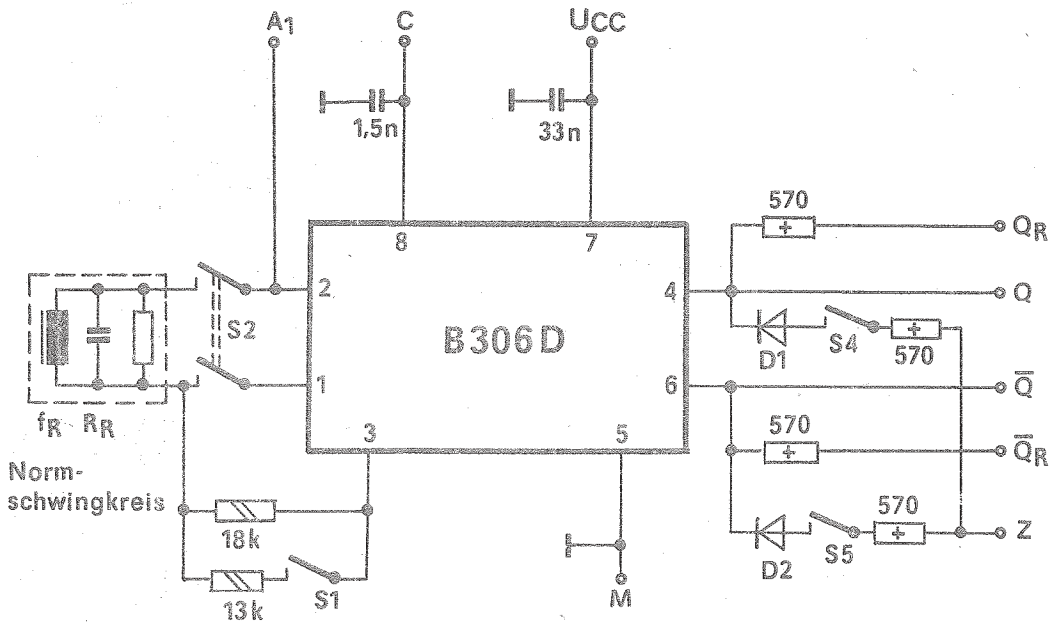 A1
C
UCC
1,5n
33n
570
QR
8
7
2
4
Q
S2
B306D
D1
S4
570
1
6
Q̅
fR
RR
3
5
570
Q̅R
Norm-
schwingkreis
570
18k
D2
S5
Z
13k
S1
M